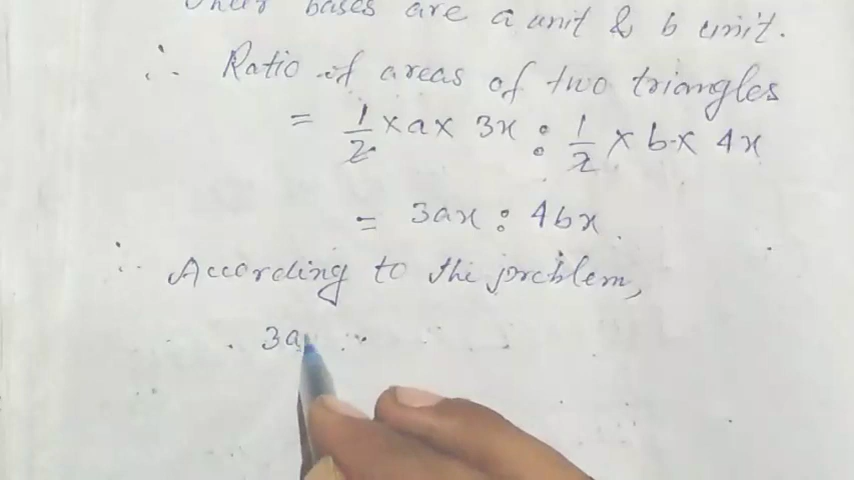 Their bases are a unit & b unit.
∴ Ratio of areas of two triangles
= 1/2 × a × 3x : 1/2 × b × 4x
= 3ax : 4bx
∴ According to the problem,
3a